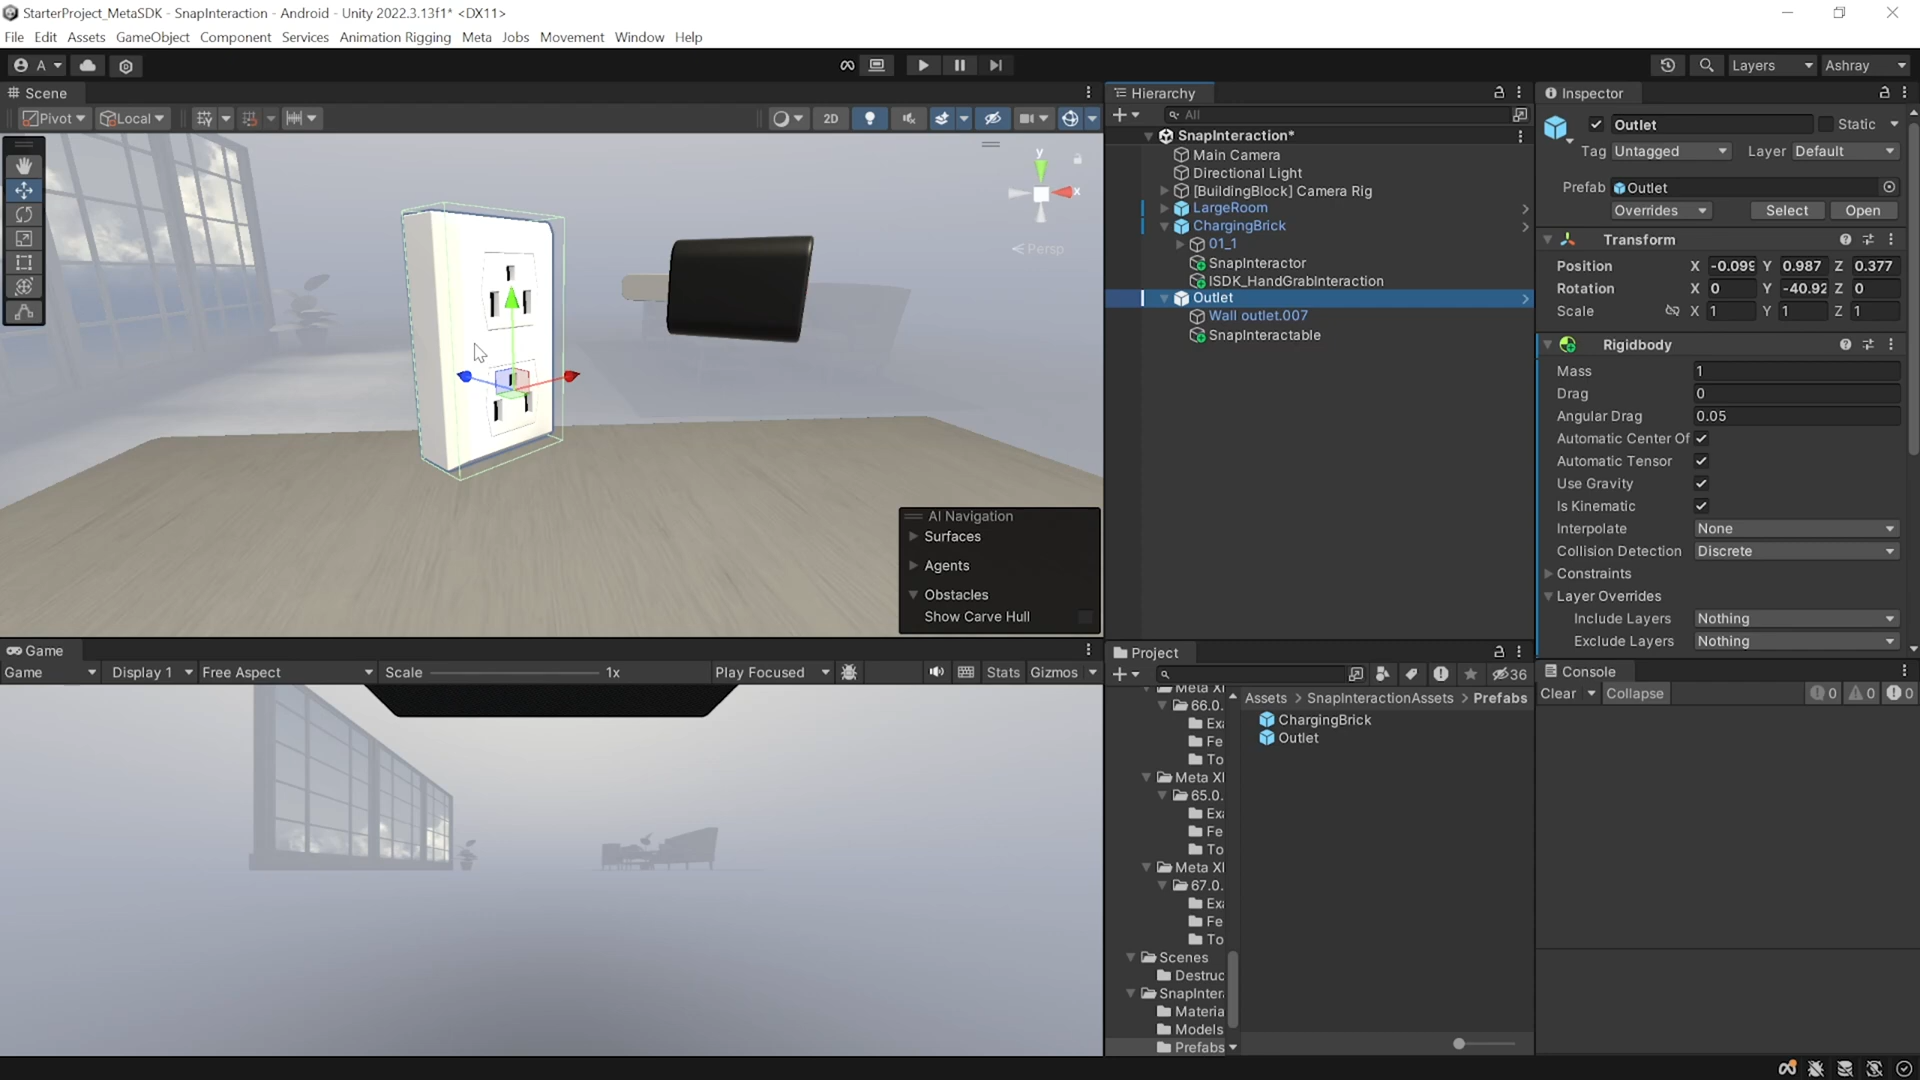 StarterProject_MetaSDK - SnapInteraction - Android - Unity 2022.3.13f1* <DX11>
File Edit Assets GameObject Component Services Animation Rigging Meta Jobs Movement Window Help
A Layers Ashray
Scene
Pivot Local 2D
y
x
Persp
AI Navigation
Surfaces
Agents
Obstacles
Show Carve Hull
Hierarchy
All
SnapInteraction*
Main Camera
Directional Light
[BuildingBlock] Camera Rig
LargeRoom
ChargingBrick
01_1
SnapInteractor
ISDK_HandGrabInteraction
Outlet
Wall outlet.007
SnapInteractable
Inspector
Outlet Static
Tag Untagged Layer Default
Prefab Outlet
Overrides Select Open
Transform
Position X -0.099 Y 0.987 Z 0.377
Rotation X 0 Y -40.92 Z 0
Scale X 1 Y 1 Z 1
Rigidbody
Mass 1
Drag 0
Angular Drag 0.05
Automatic Center Of
Automatic Tensor
Use Gravity
Is Kinematic
Interpolate None
Collision Detection Discrete
Constraints
Layer Overrides
Include Layers Nothing
Exclude Layers Nothing
Game
Game Display 1 Free Aspect Scale 1x Play Focused Stats Gizmos
Project
36
Meta XI
66.0.
Exa
Fe
To
Meta XI
65.0.
Exa
Fe
To
Meta XI
67.0.
Exa
Fe
To
Scenes
Destruc
SnapInter
Materia
Models
Prefabs
Assets > SnapInteractionAssets > Prefabs
ChargingBrick
Outlet
Console
Clear Collapse 0 0 0